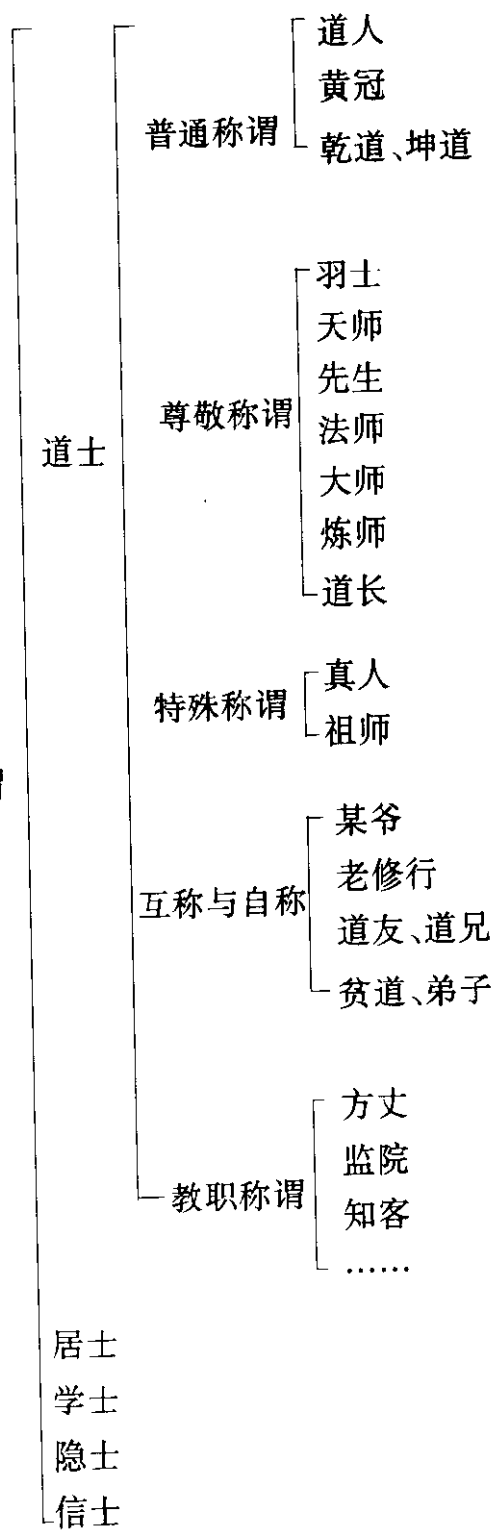 道人
黄冠
普通称谓
乾道、坤道
羽士
天师
先生
尊敬称谓
法师
道士
大师
炼师
道长
真人
特殊称谓
祖师
某爷
老修行
互称与自称
道友、道兄
贫道、弟子
方丈
监院
教职称谓
知客
……
居士
学士
隐士
信士